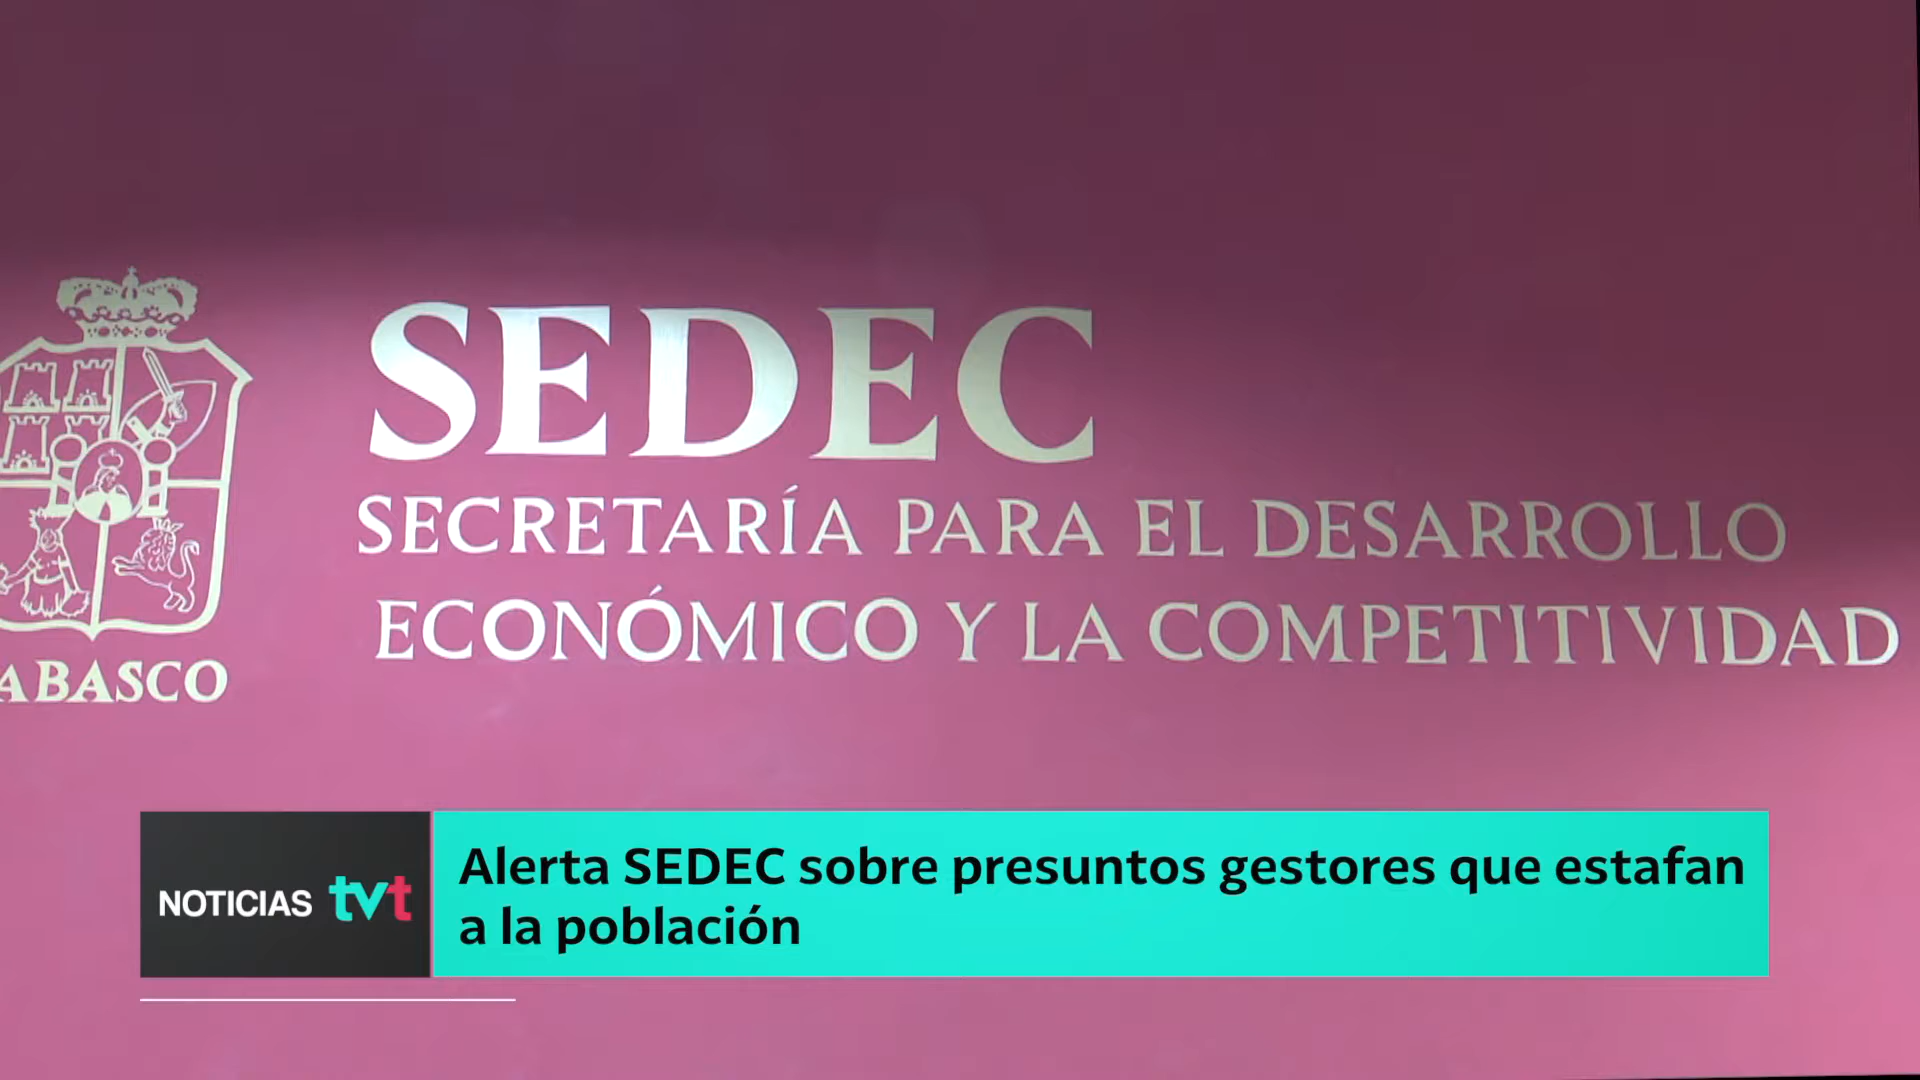 SEDEC
SECRETARÍA PARA EL DESARROLLO
ECONÓMICO Y LA COMPETITIVIDAD
ABASCO
NOTICIAS tvt
Alerta SEDEC sobre presuntos gestores que estafan
a la población